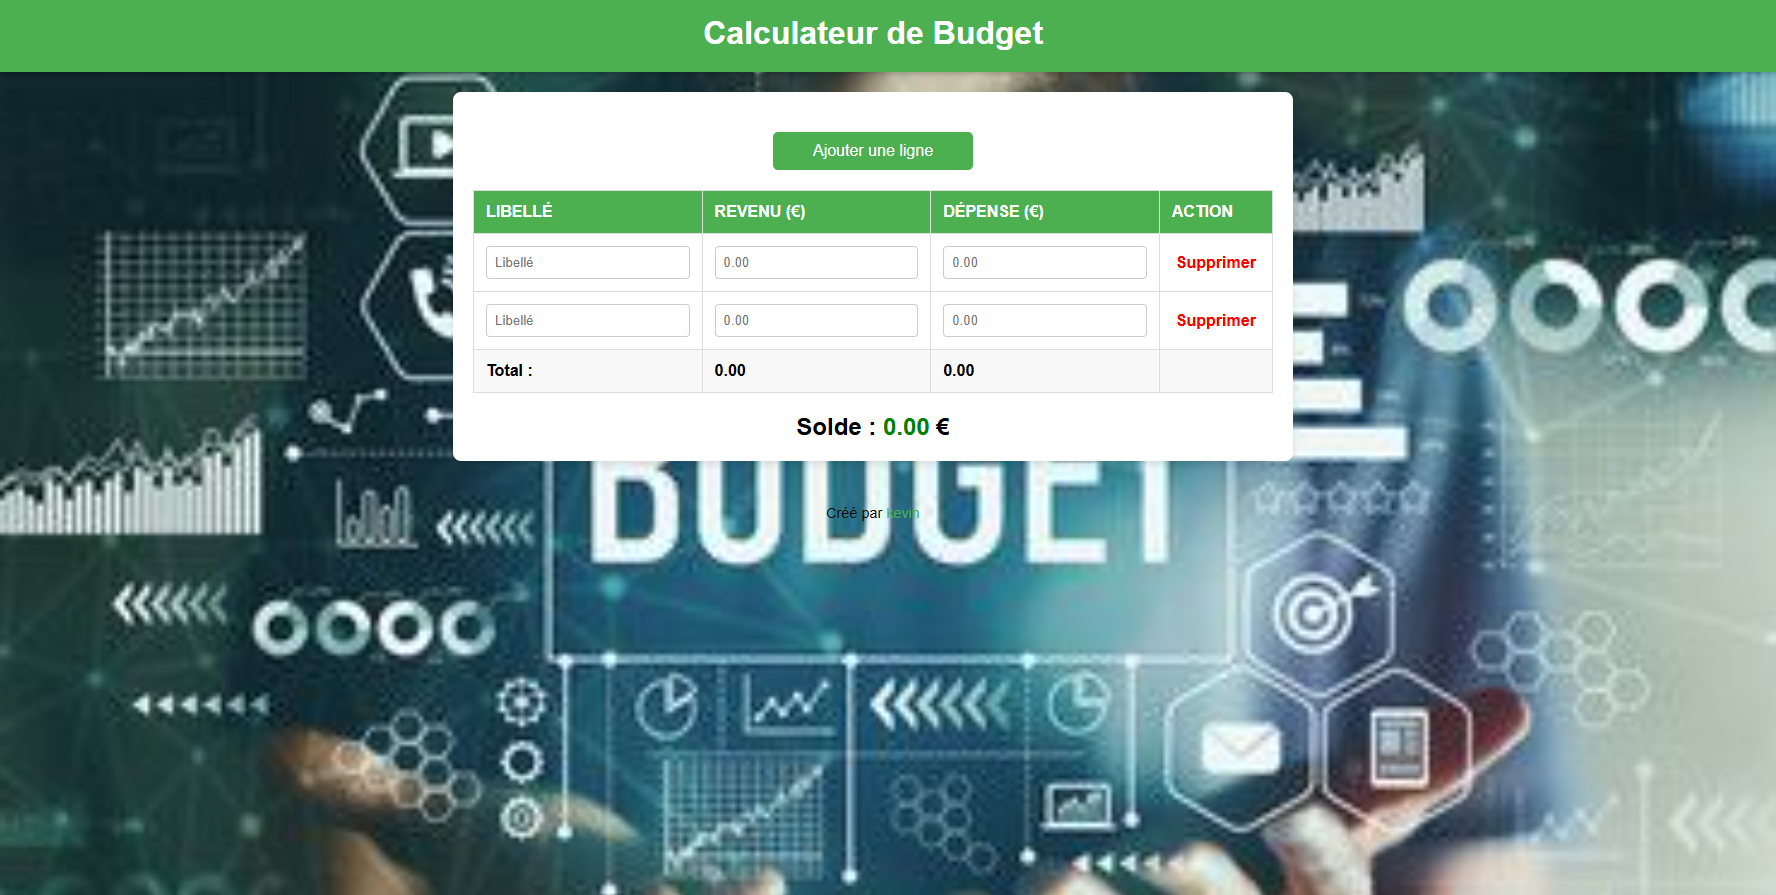 Calculateur de Budget
Ajouter une ligne
LIBELLÉ REVENU (€) DÉPENSE (€) ACTION
Libellé 0.00 0.00 Supprimer
Libellé 0.00 0.00 Supprimer
Total : 0.00 0.00
Solde : 0.00 €
BUDGET
Créé par kevin